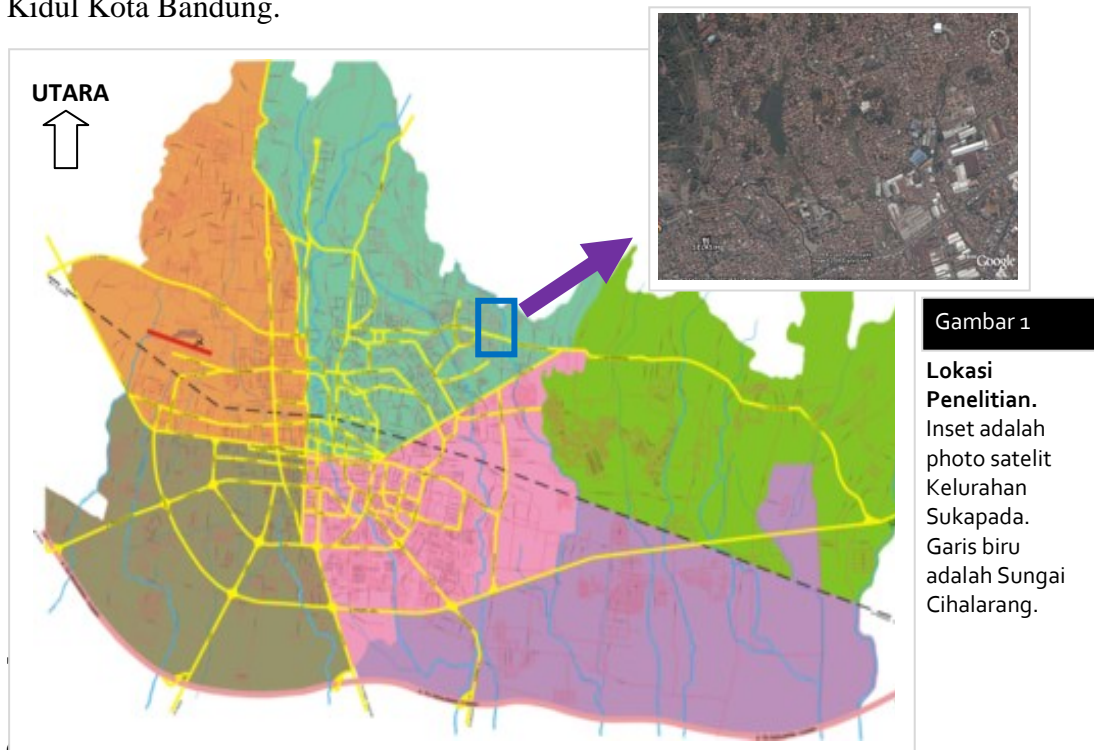 Kidul Kota Bandung.
UTARA
Google
Gambar 1
Lokasi
Penelitian.
Inset adalah
photo satelit
Kelurahan
Sukapada.
Garis biru
adalah Sungai
Cihalarang.